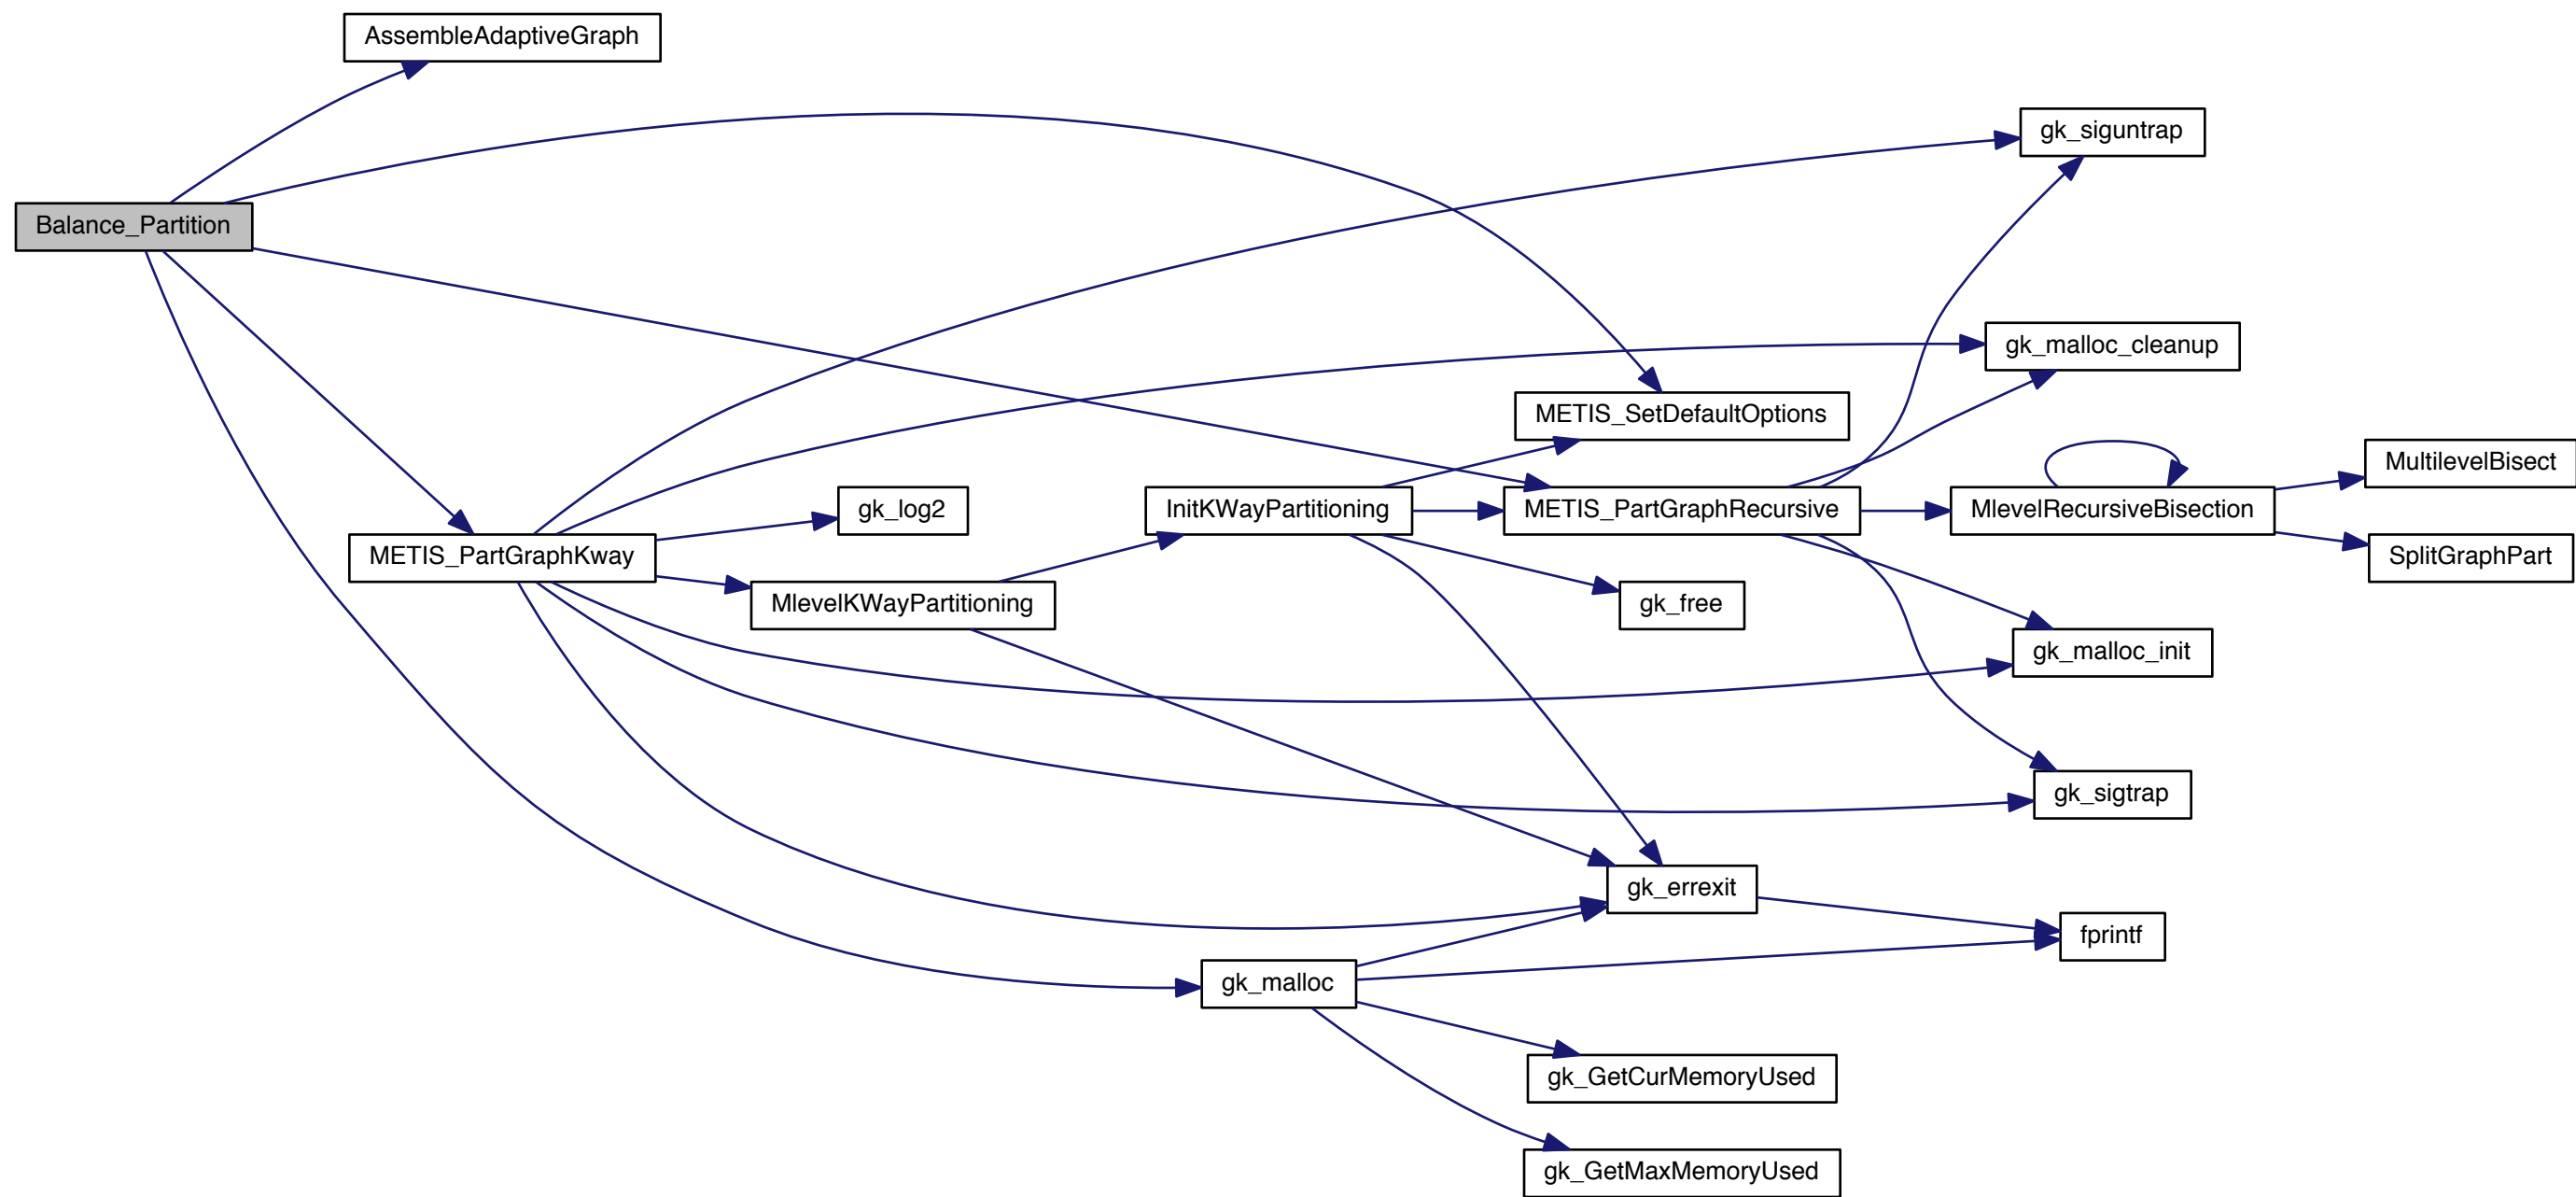 AssembleAdaptiveGraph
gk_siguntrap
Balance_Partition
gk_malloc_cleanup
METIS_SetDefaultOptions
MultilevelBisect
gk_log2
InitKWayPartitioning
METIS_PartGraphRecursive
MlevelRecursiveBisection
METIS_PartGraphKway
SplitGraphPart
MlevelKWayPartitioning
gk_free
gk_malloc_init
gk_sigtrap
gk_errexit
fprintf
gk_malloc
gk_GetCurMemoryUsed
gk_GetMaxMemoryUsed